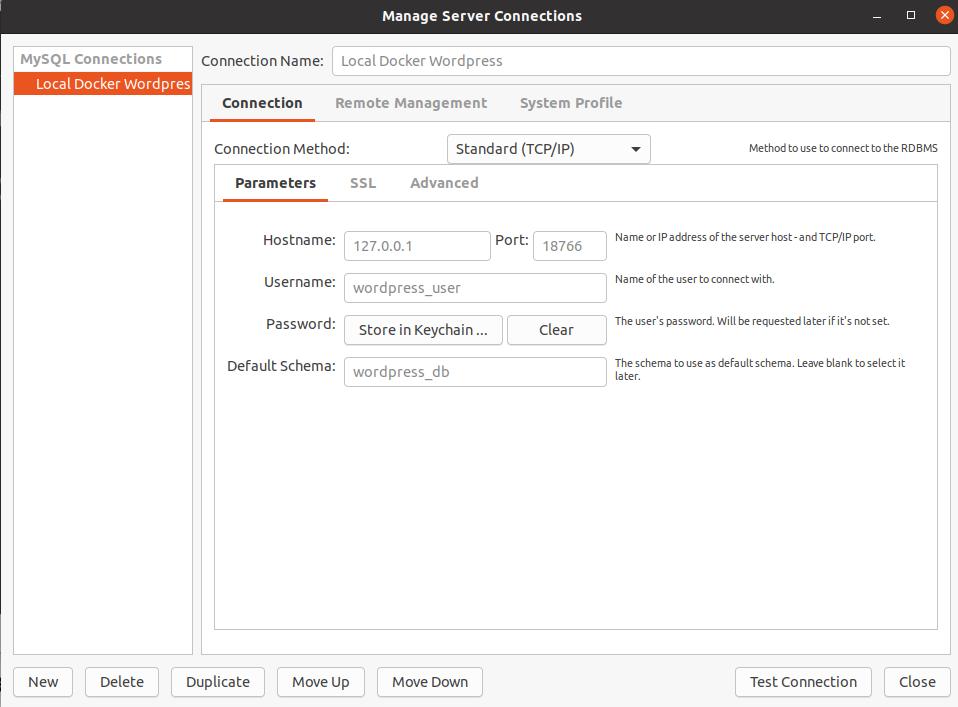 Manage Server Connections
MySQL Connections
Local Docker Wordpres
Connection Name: Local Docker Wordpress
Connection Remote Management System Profile
Connection Method: Standard (TCP/IP) Method to use to connect to the RDBMS
Parameters SSL Advanced
Hostname: 127.0.0.1 Port: 18766 Name or IP address of the server host - and TCP/IP port.
Username: wordpress_user Name of the user to connect with.
Password: Store in Keychain ... Clear The user's password. Will be requested later if it's not set.
Default Schema: wordpress_db The schema to use as default schema. Leave blank to select it
later.
New Delete Duplicate Move Up Move Down Test Connection Close